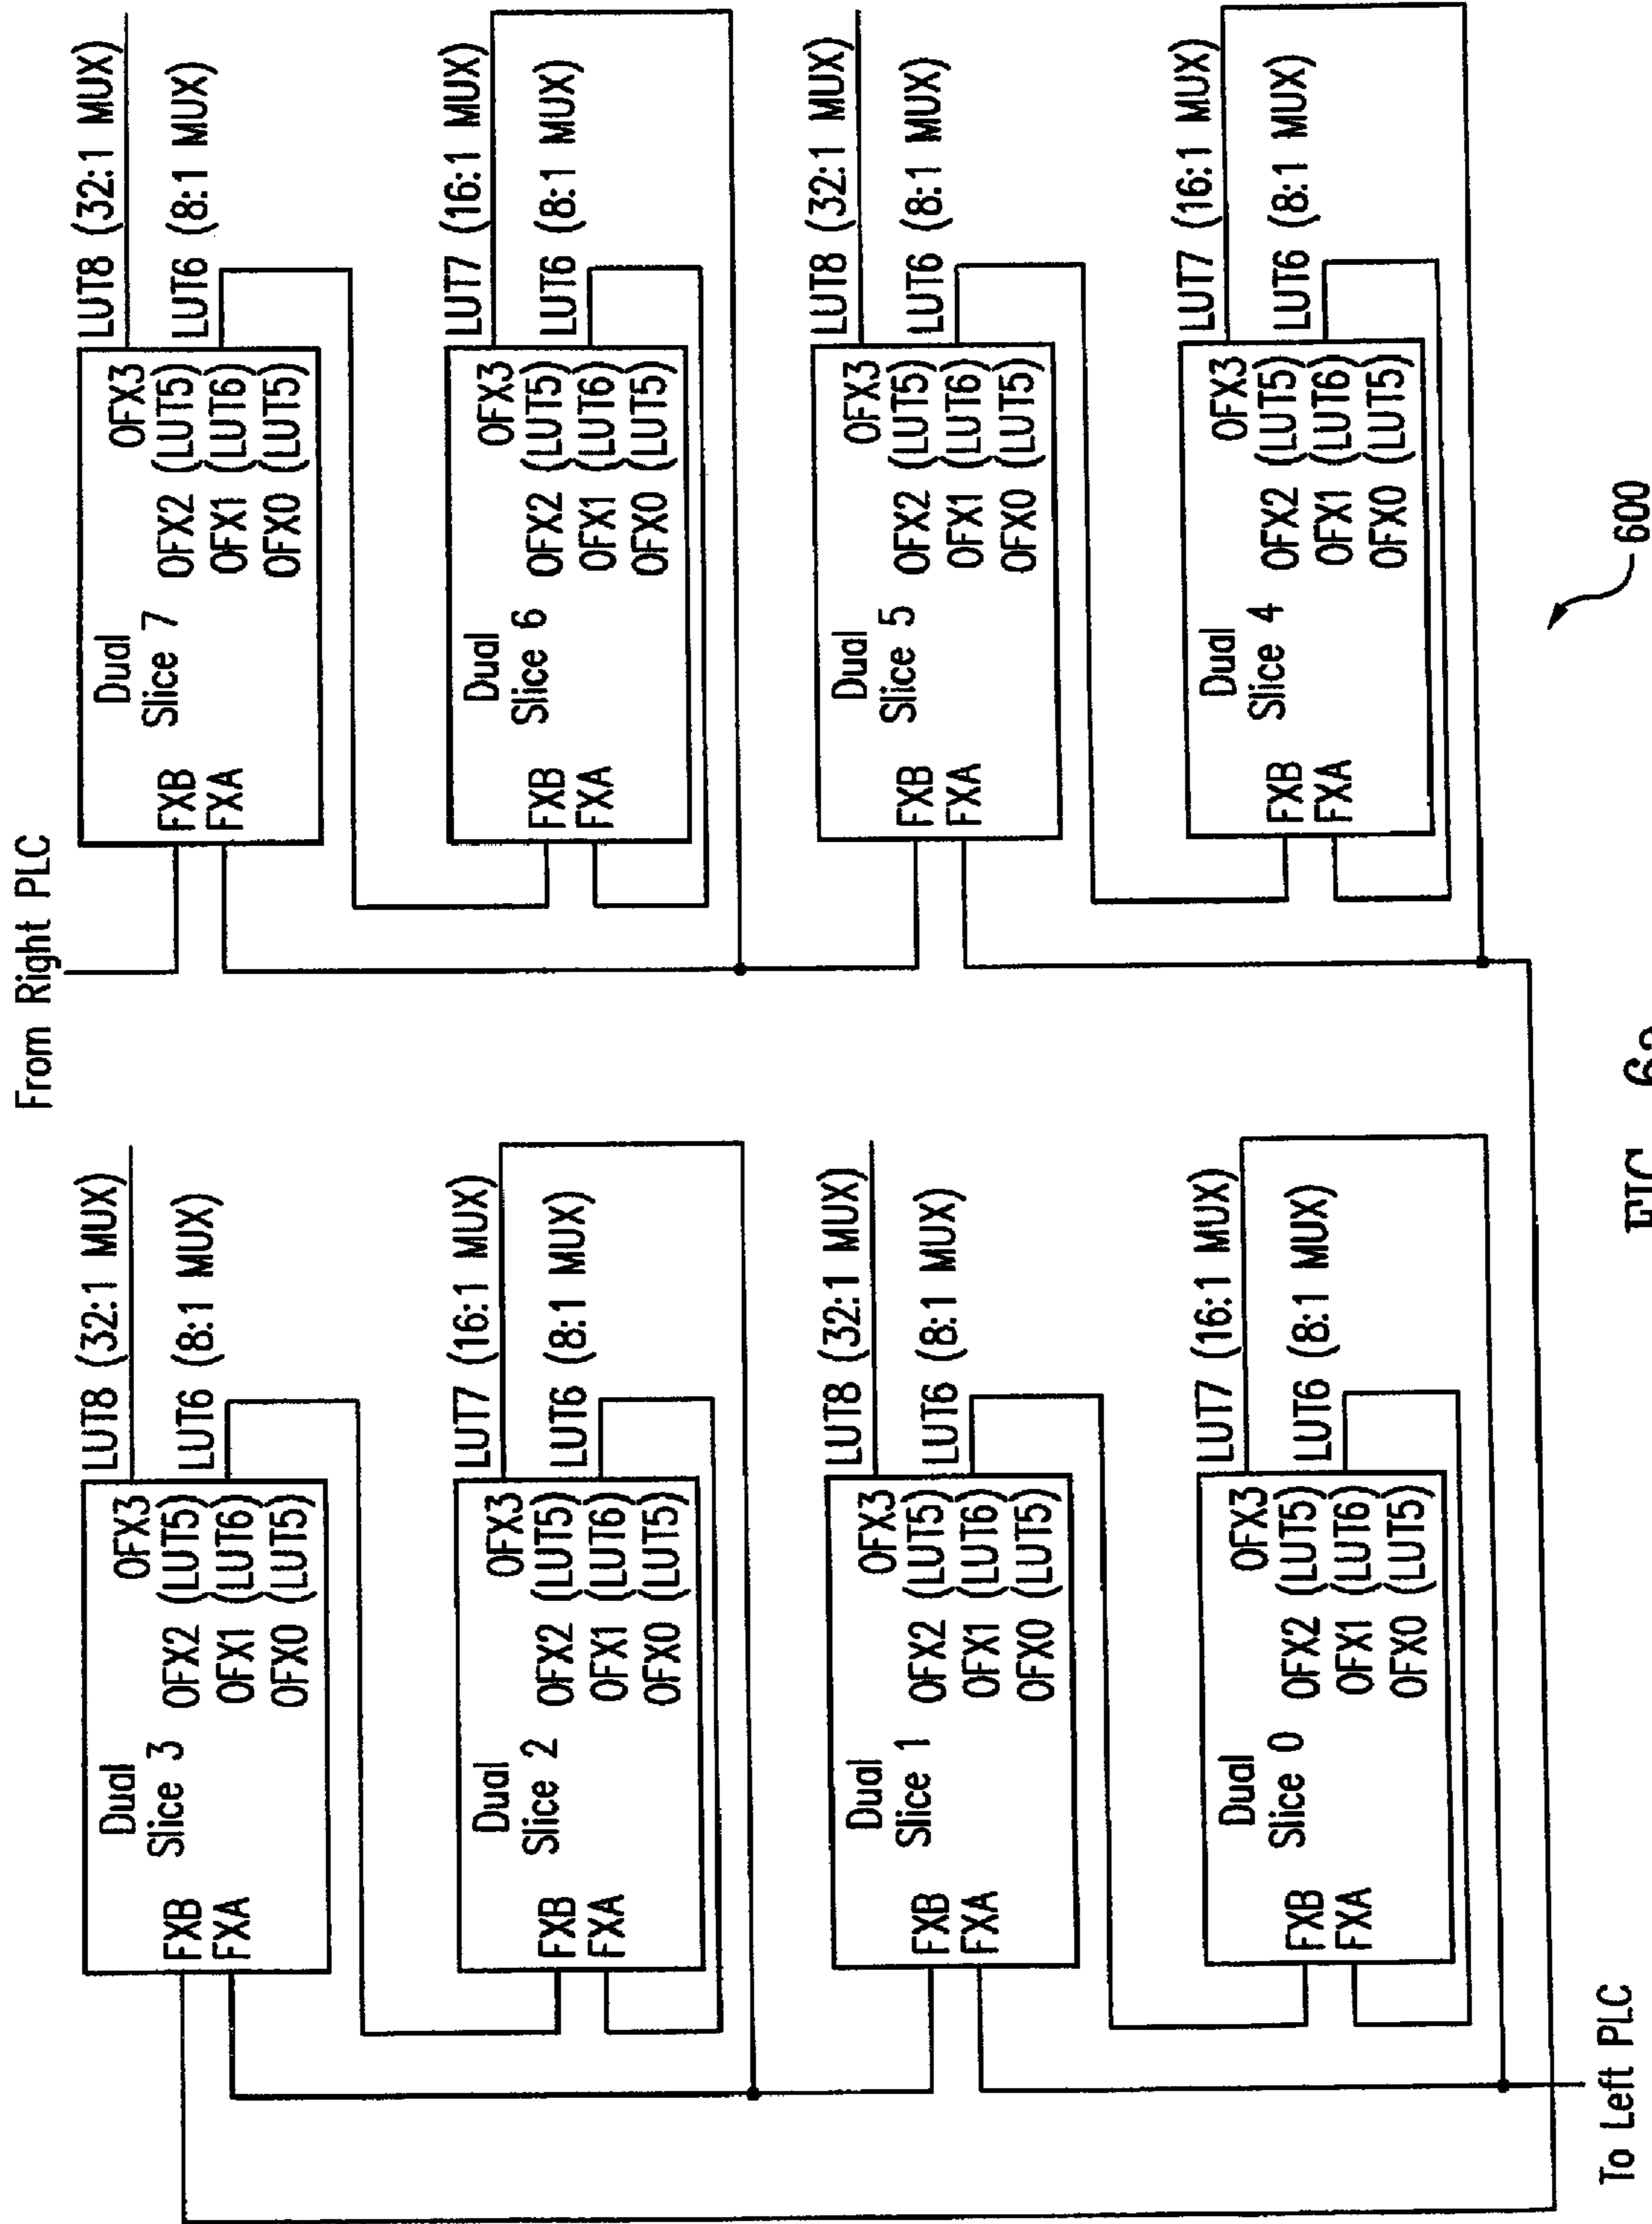 From Right PLC
LUT8 (32:1 MUX)
LUT6 (8:1 MUX)
Dual
Slice 3
FXB
FXA
OFX3
OFX2 (LUT5)
OFX1 (LUT6)
OFX0 (LUT5)
LUT8 (32:1 MUX)
LUT6 (8:1 MUX)
Dual
Slice 7
FXB
FXA
OFX3
OFX2 (LUT5)
OFX1 (LUT6)
OFX0 (LUT5)
LUT7 (16:1 MUX)
LUT6 (8:1 MUX)
Dual
Slice 2
FXB
FXA
OFX3
OFX2 (LUT5)
OFX1 (LUT6)
OFX0 (LUT5)
LUT7 (16:1 MUX)
LUT6 (8:1 MUX)
Dual
Slice 6
FXB
FXA
OFX3
OFX2 (LUT5)
OFX1 (LUT6)
OFX0 (LUT5)
LUT8 (32:1 MUX)
LUT6 (8:1 MUX)
Dual
Slice 1
FXB
FXA
OFX3
OFX2 (LUT5)
OFX1 (LUT6)
OFX0 (LUT5)
LUT8 (32:1 MUX)
LUT6 (8:1 MUX)
Dual
Slice 5
FXB
FXA
OFX3
OFX2 (LUT5)
OFX1 (LUT6)
OFX0 (LUT5)
LUT7 (16:1 MUX)
LUT6 (8:1 MUX)
Dual
Slice 0
FXB
FXA
OFX3
OFX2 (LUT5)
OFX1 (LUT6)
OFX0 (LUT5)
LUT7 (16:1 MUX)
LUT6 (8:1 MUX)
Dual
Slice 4
FXB
FXA
OFX3
OFX2 (LUT5)
OFX1 (LUT6)
OFX0 (LUT5)
To Left PLC
600